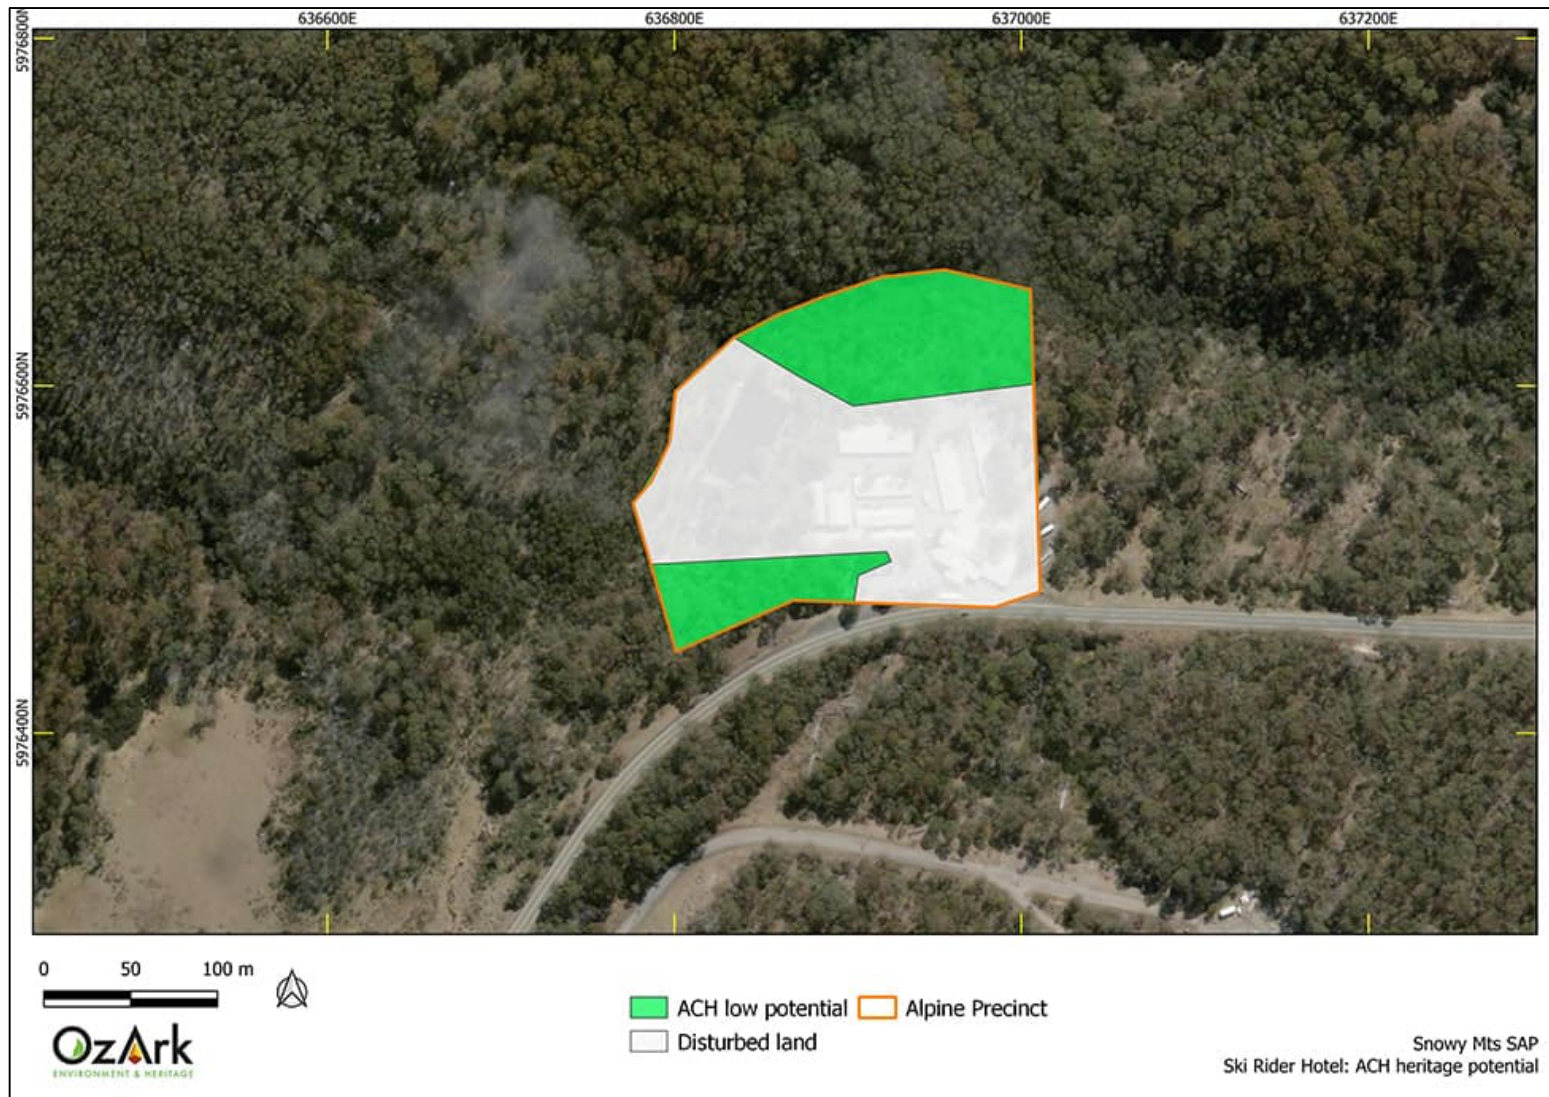 636600E 636800E 637000E 637200E
5976800N
5976600N
5976400N
0 50 100 m
ACH low potential Alpine Precinct
Disturbed land
OzArk
ENVIRONMENT & HERITAGE
Snowy Mts SAP
Ski Rider Hotel: ACH heritage potential